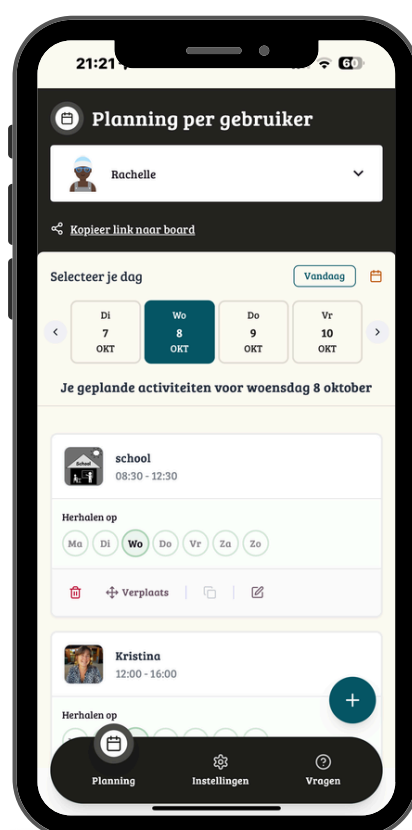 21:21
60
Planning per gebruiker
Rachelle
Kopieer link naar board
Selecteer je dag
Vandaag
Di
7
OKT
Wo
8
OKT
Do
9
OKT
Vr
10
OKT
Je geplande activiteiten voor woensdag 8 oktober
School
school
08:30 - 12:30
Herhalen op
Ma Di Wo Do Vr Za Zo
Verplaats
Kristina
12:00 - 16:00
Herhalen op
Planning
Instellingen
Vragen